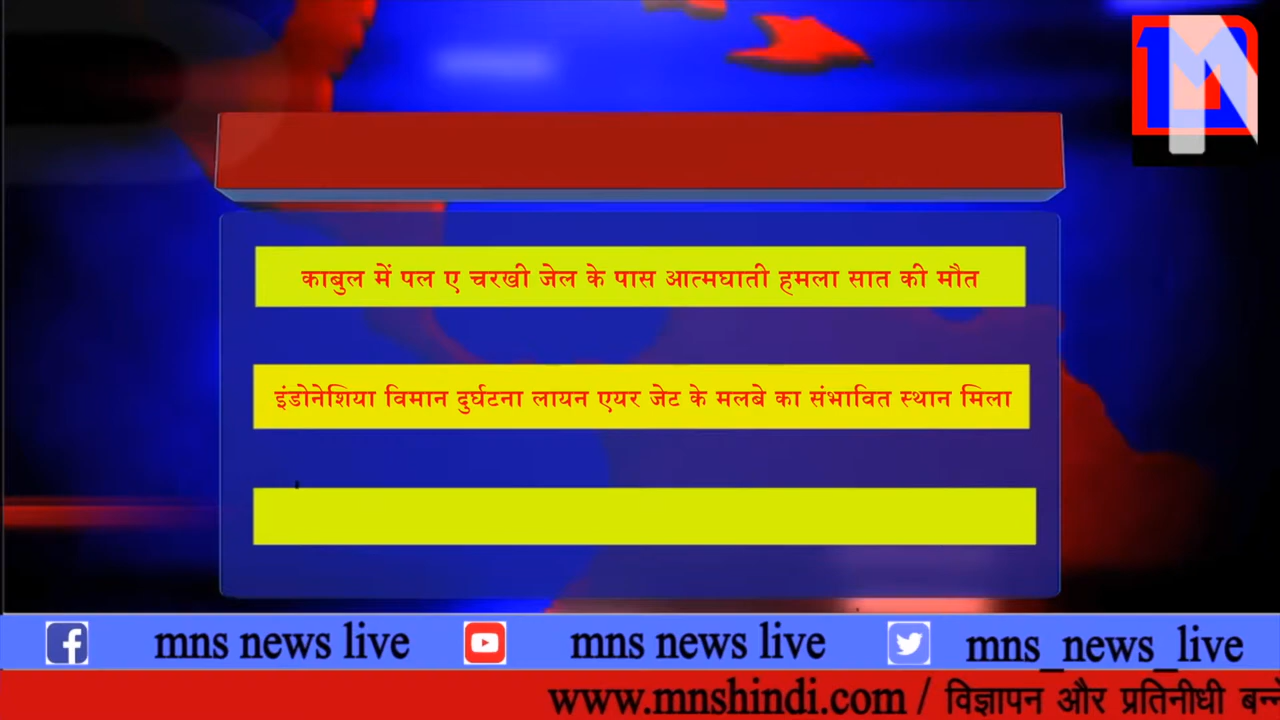 काबुल में पल ए चरखी जेल के पास आत्मघाती हमला सात की मौत
इंडोनेशिया विमान दुर्घटना लायन एयर जेट के मलबे का संभावित स्थान मिला
mns news live mns news live mns_news_live
www.mnshindi.com / विज्ञापन और प्रतिनीधी